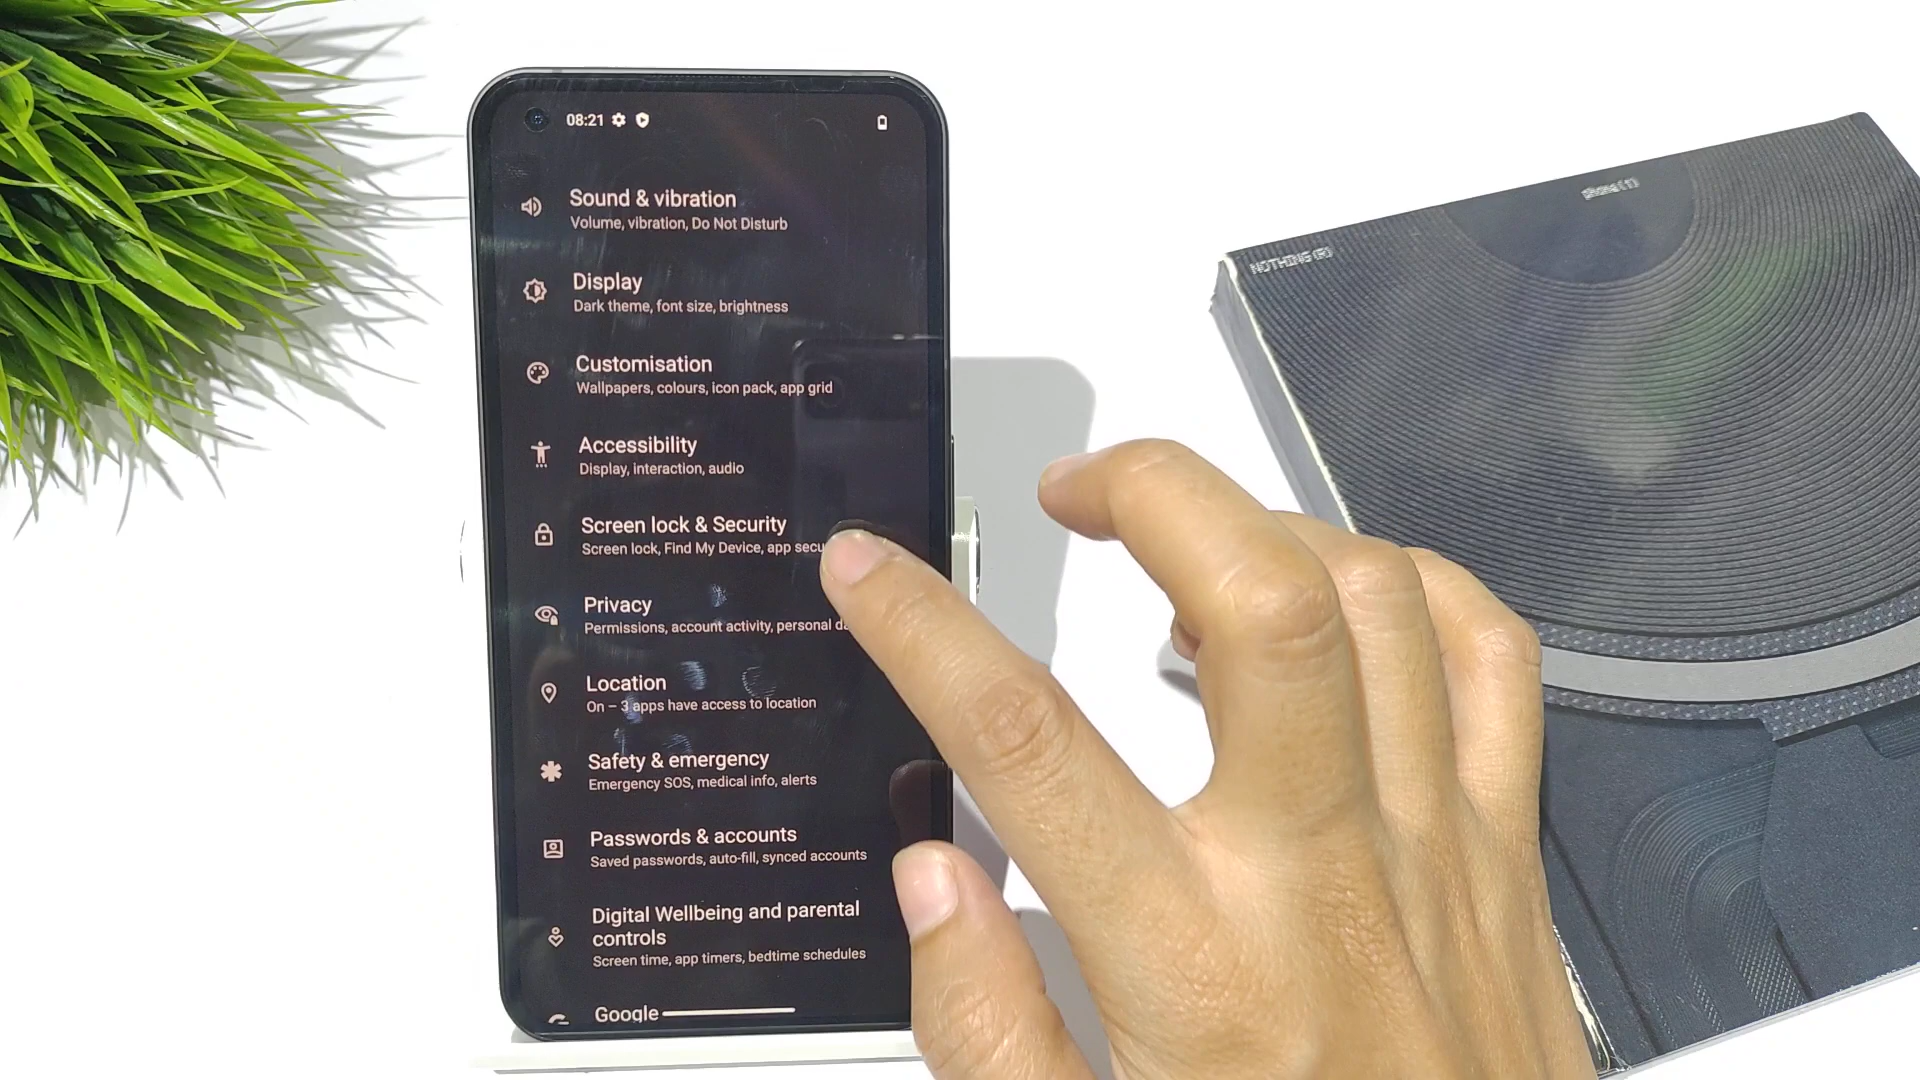 08:21
Sound & vibration
Volume, vibration, Do Not Disturb
Display
Dark theme, font size, brightness
Customisation
Wallpapers, colours, icon pack, app grid
Accessibility
Display, interaction, audio
Screen lock & Security
Screen lock, Find My Device, app secu
Privacy
Permissions, account activity, personal da
Location
On – 3 apps have access to location
Safety & emergency
Emergency SOS, medical info, alerts
Passwords & accounts
Saved passwords, auto-fill, synced accounts
Digital Wellbeing and parental
controls
Screen time, app timers, bedtime schedules
Google
phone (1)
NOTHING (R)